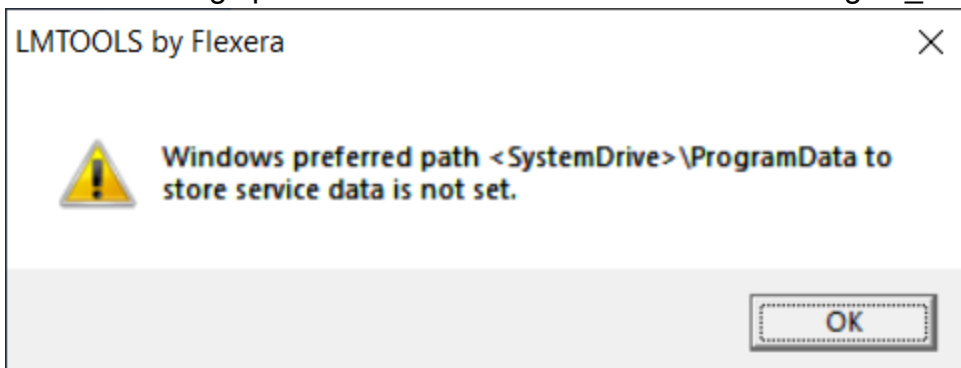 LMTOOLS by Flexera
Windows preferred path <SystemDrive>\ProgramData to
store service data is not set.
OK